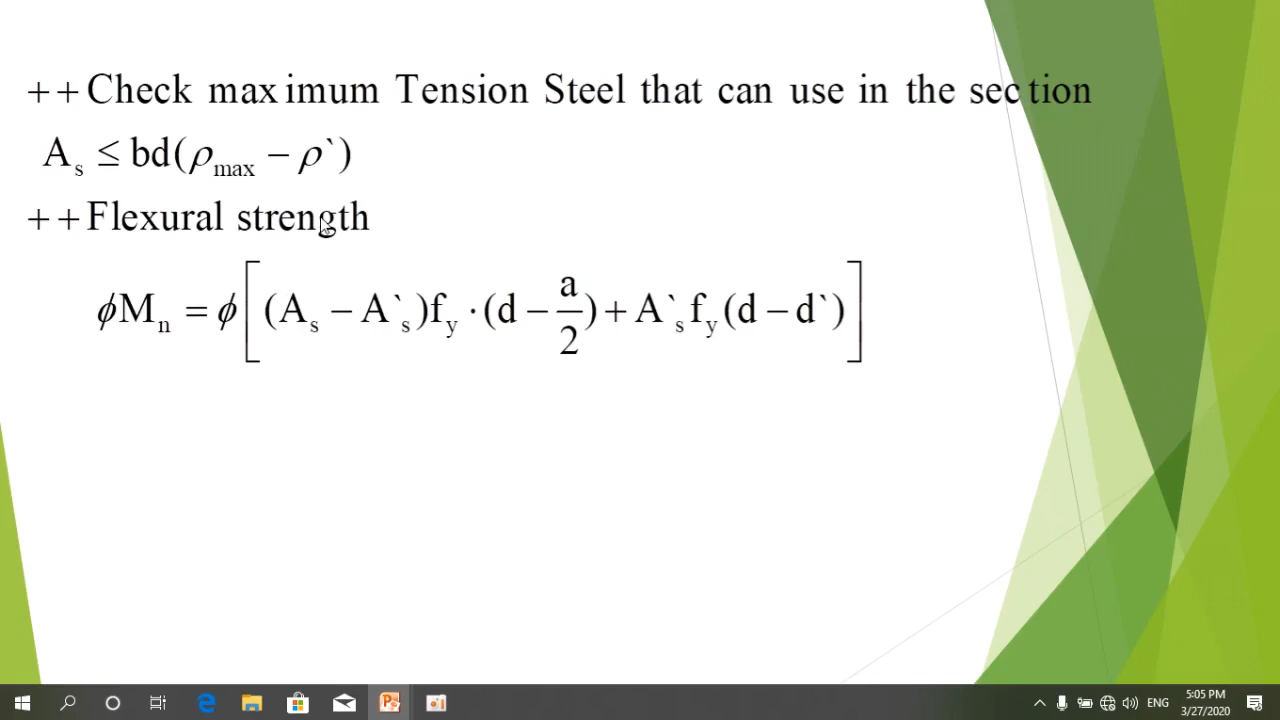 ++Check maximum Tension Steel that can use in the section
A_s ≤ bd(ρ_max − ρ`)
++Flexural strength
ϕM_n = ϕ[(A_s − A`_s)f_y · (d − a/2) + A`_s f_y(d − d`)]
ENG
5:05 PM
3/27/2020